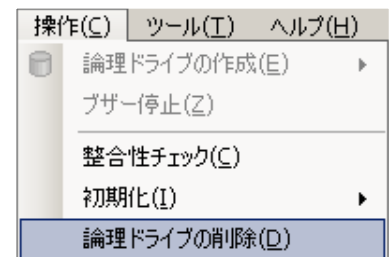 操作(C) ツール(T) ヘルプ(H)
論理ドライブの作成(E)
ブザー停止(Z)
整合性チェック(C)
初期化(I)
論理ドライブの削除(D)